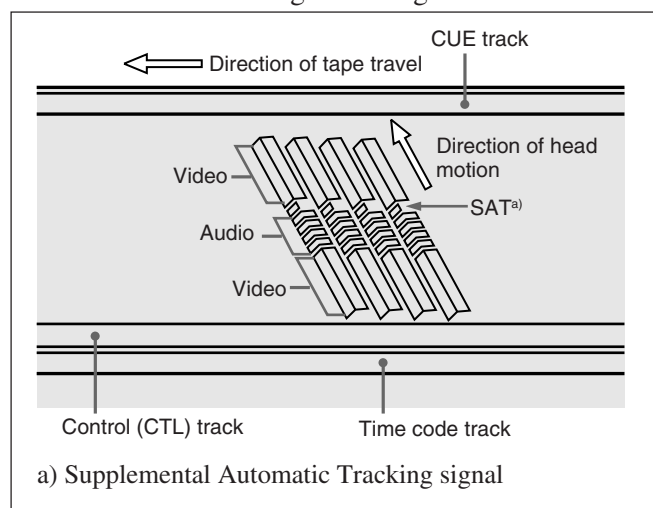 CUE track
Direction of tape travel
Direction of head
motion
Video
SATa)
Audio
Video
Control (CTL) track
Time code track
a) Supplemental Automatic Tracking signal